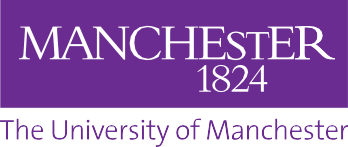 MANCHEsTER
1824
The University of Manchester